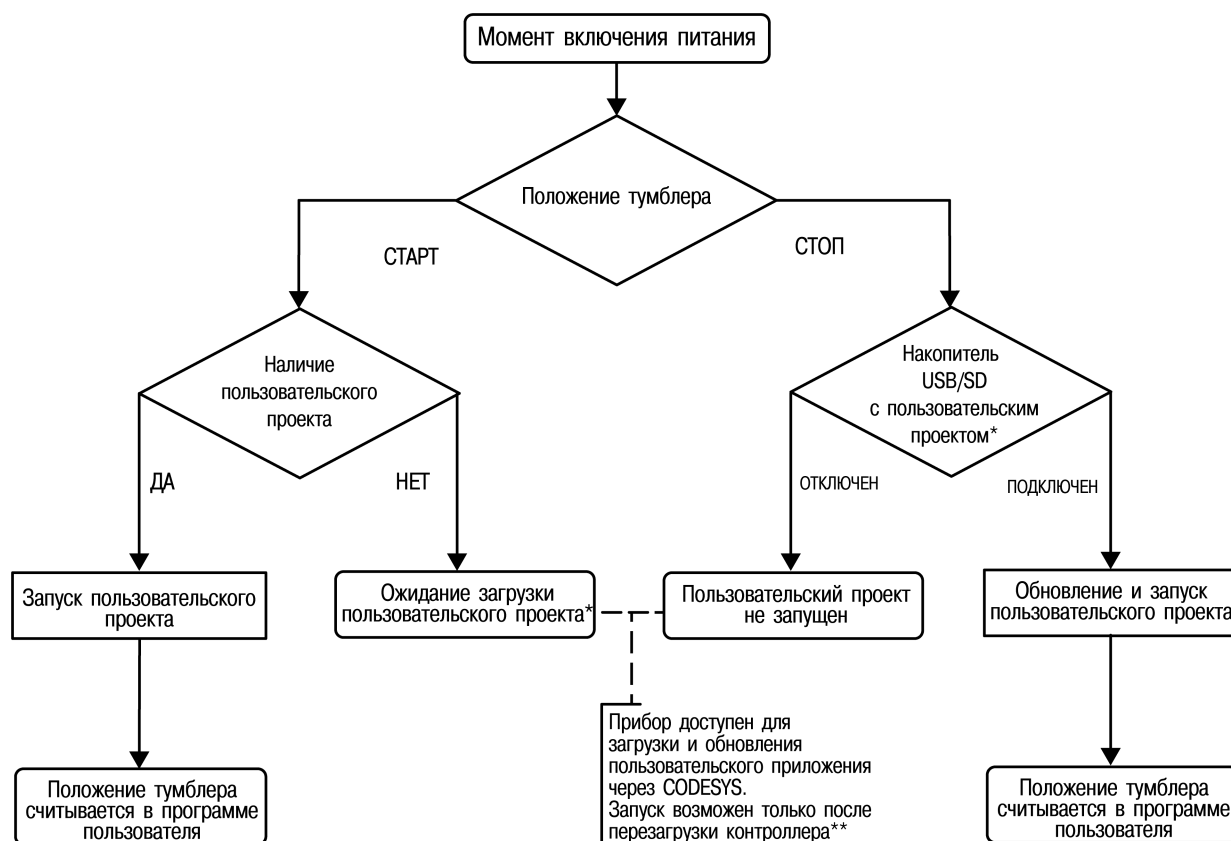 Момент включения питания
Положение тумблера
СТАРТ
СТОП
Наличие
пользовательского
проекта
Накопитель
USB/SD
с пользовательским
проектом*
ДА
НЕТ
ОТКЛЮЧЕН
ПОДКЛЮЧЕН
Запуск пользовательского
проекта
Ожидание загрузки
пользовательского проекта*
Пользовательский проект
не запущен
Обновление и запуск
пользовательского проекта
Прибор доступен для
загрузки и обновления
пользовательского приложения
через CODESYS.
Запуск возможен только после
перезагрузки контроллера**
Положение тумблера
считывается в программе
пользователя
Положение тумблера
считывается в программе
пользователя